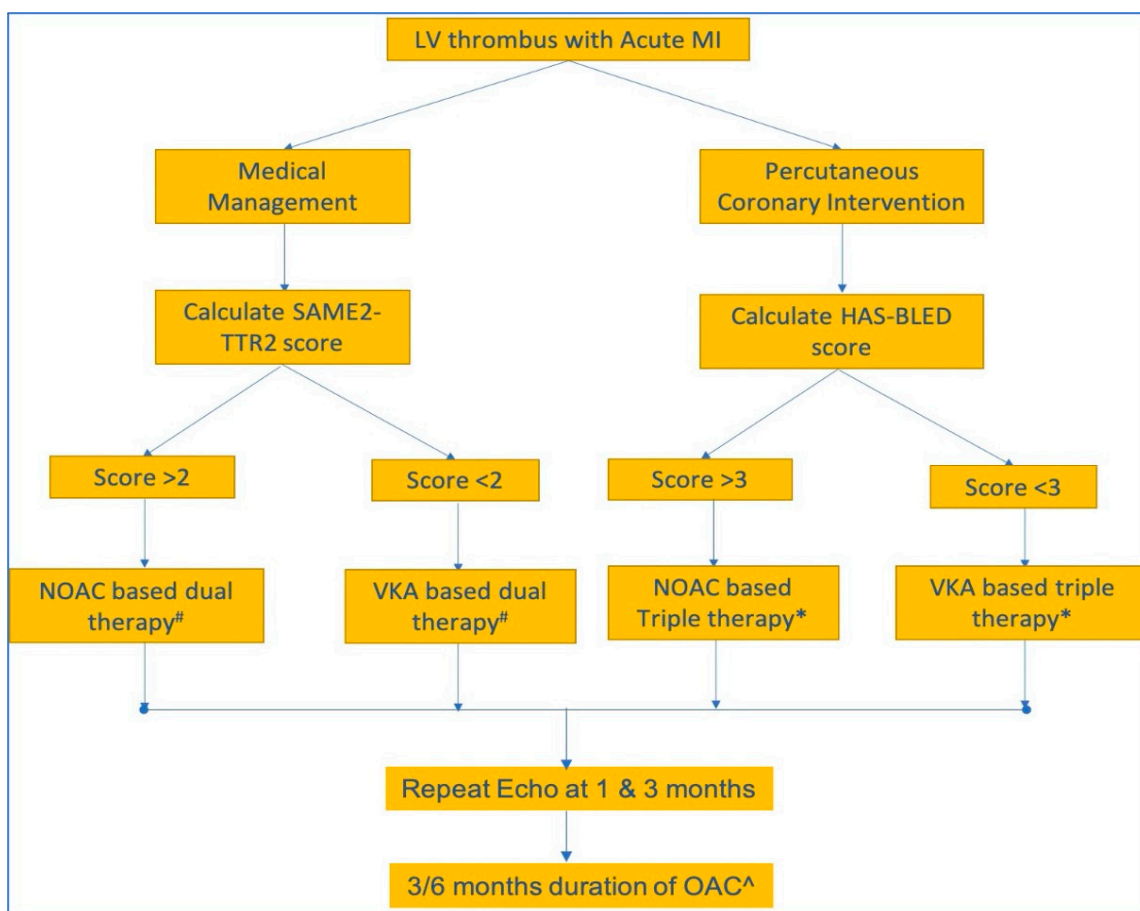 LV thrombus with Acute MI
Medical
Management
Percutaneous
Coronary Intervention
Calculate SAME2-
TTR2 score
Calculate HAS-BLED
score
Score >2
Score <2
Score >3
Score <3
NOAC based dual
therapy#
VKA based dual
therapy#
NOAC based
Triple therapy*
VKA based triple
therapy*
Repeat Echo at 1 & 3 months
3/6 months duration of OAC^